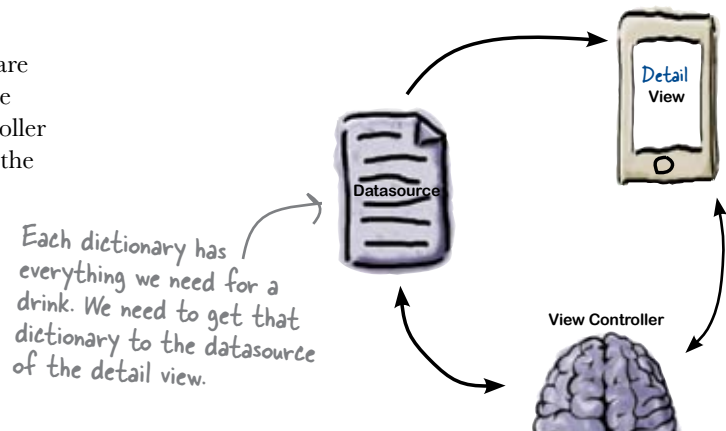 are
e
oller
the
Detail
View
Datasource
Each dictionary has
everything we need for a
drink. We need to get that
dictionary to the datasource
of the detail view.
View Controller